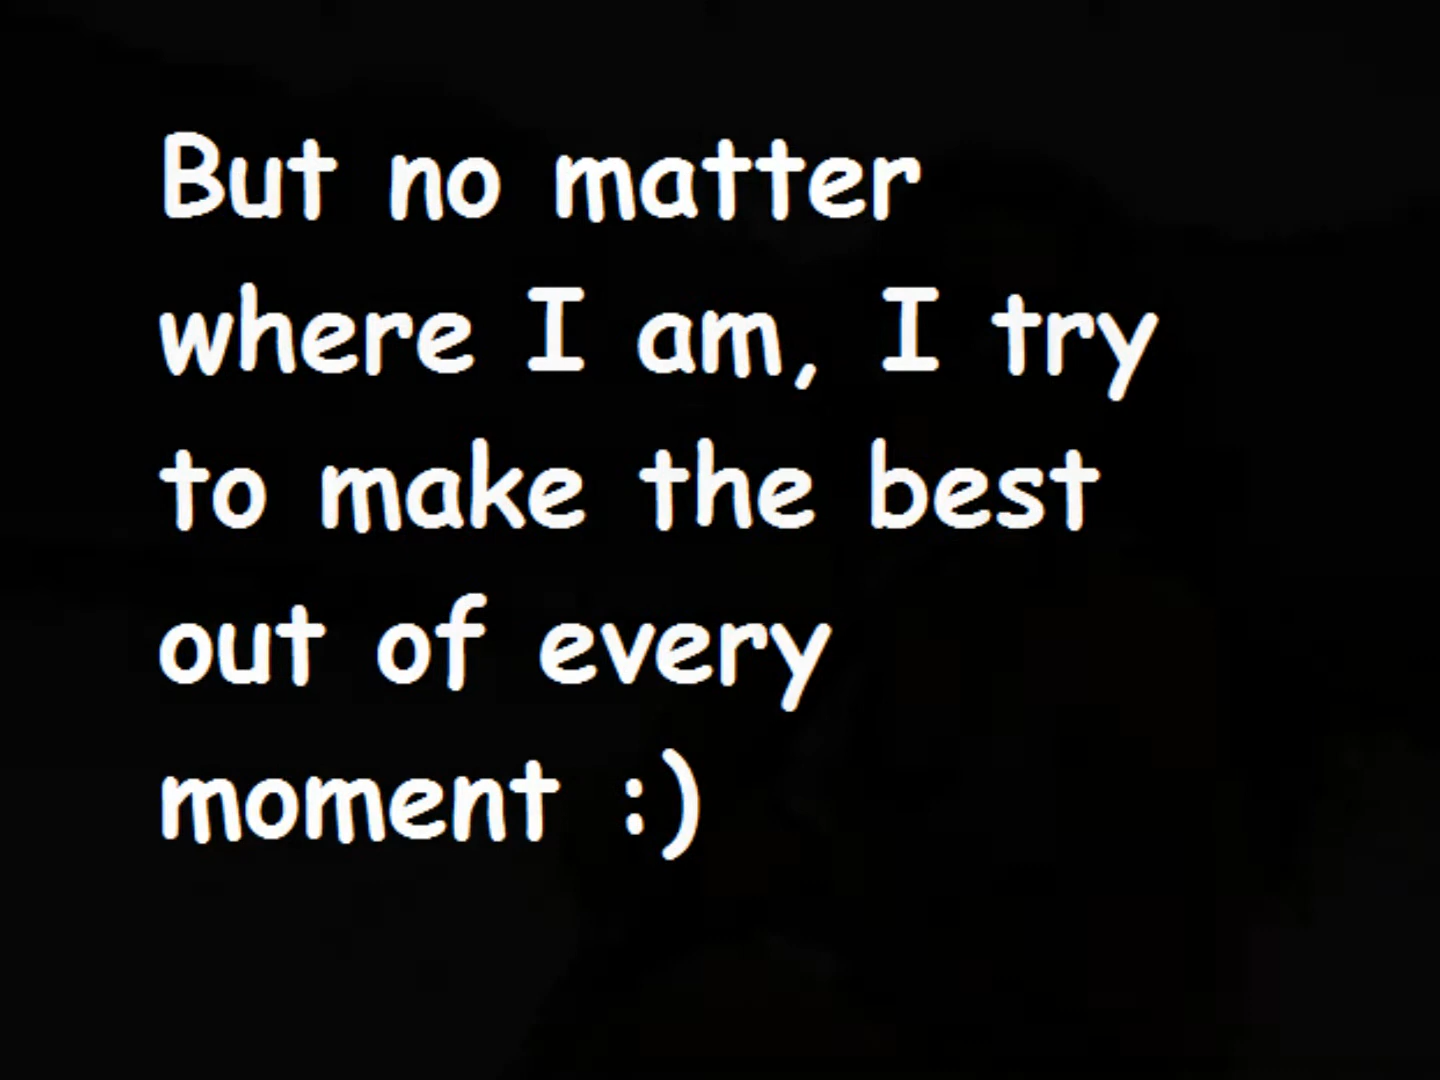 But no matter
where I am, I try
to make the best
out of every
moment :)